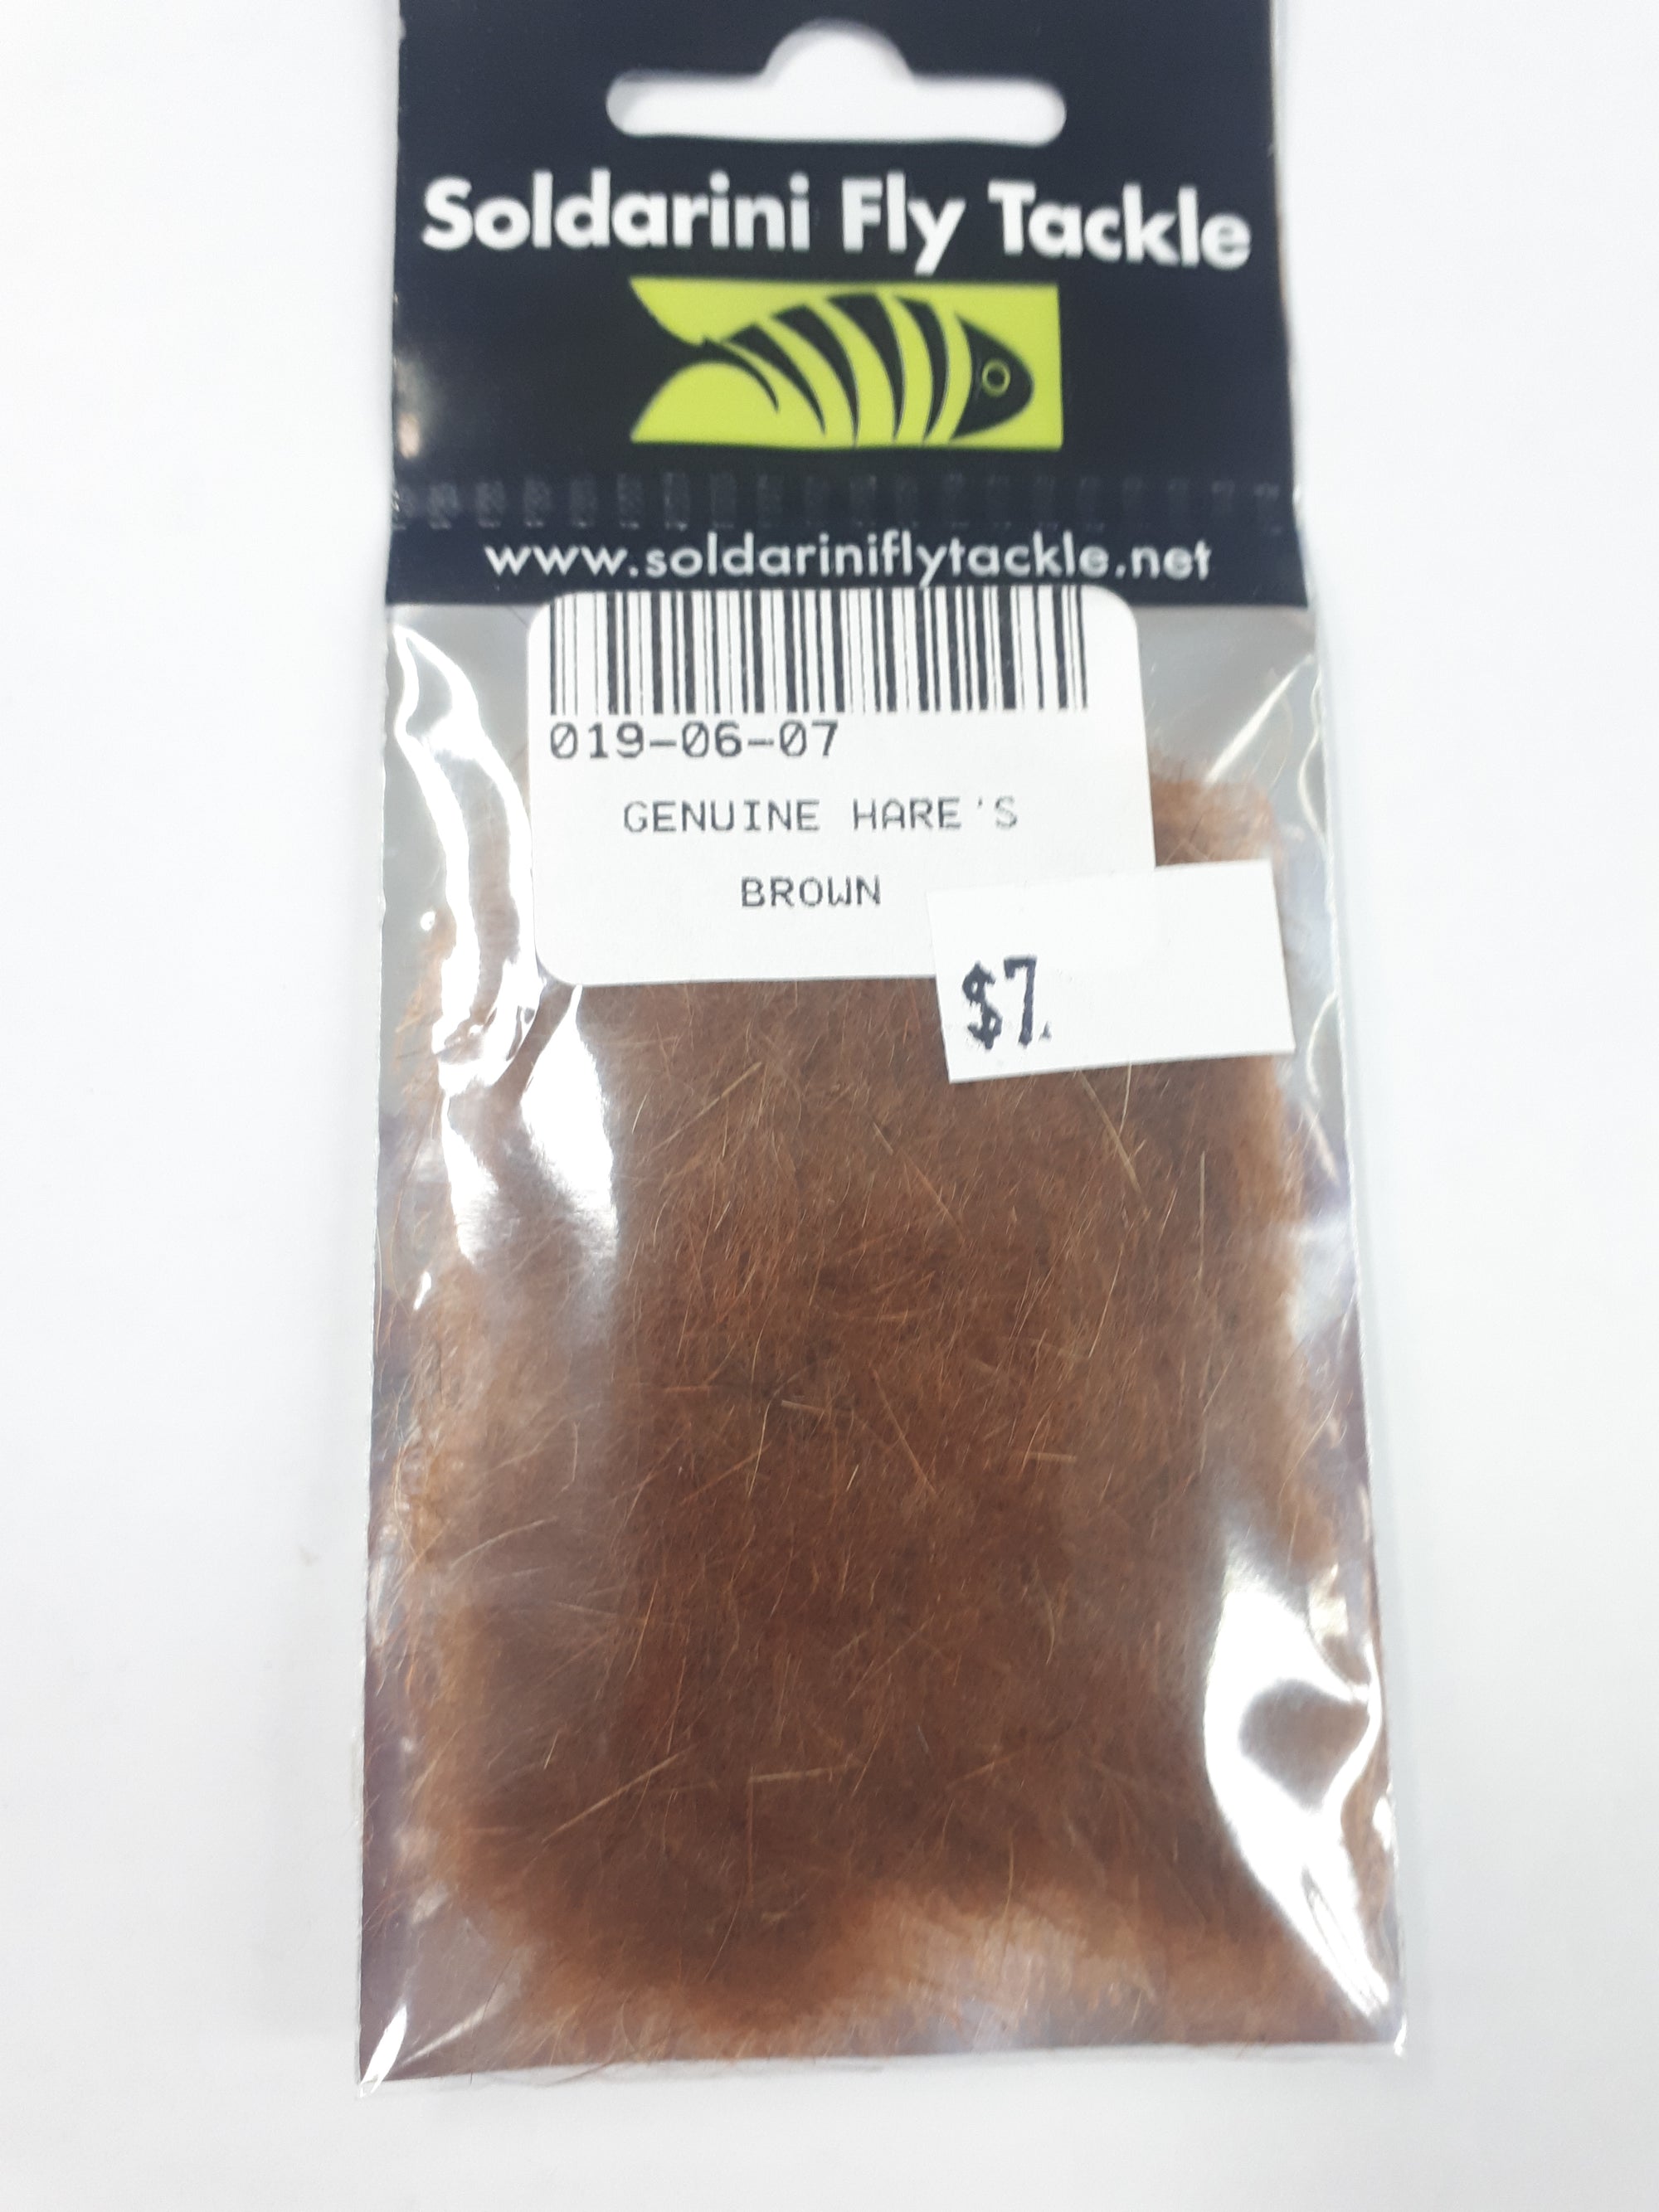 Soldarini Fly Tackle
www.soldariniflytackle.net
019-06-07
GENUINE HARE'S
BROWN
$7.